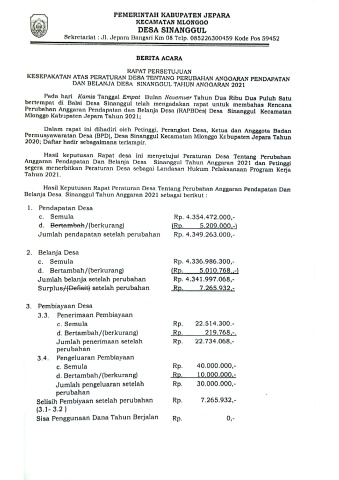 PEMERINTAH KABUPATEN JEPARA
KECAMATAN MLONGGO
DESA SINANGGUL
Sekretariat : Jl. Jepara Bangsri Km 08 Telp. 085226300459 Kode Pos 59452
BERITA ACARA
RAPAT PERSETUJUAN
KESEPAKATAN ATAS PERATURAN DESA TENTANG PERUBAHAN ANGGARAN PENDAPATAN
DAN BELANJA DESA SINANGGUL TAHUN ANGGARAN 2021
Pada hari Kamis Tanggal Empat Bulan November Tahun Dua Ribu Dua Puluh Satu
bertempat di Balai Desa Sinanggul telah mengadakan rapat untuk membahas Rencana
Perubahan Anggaran Pendapatan dan Belanja Desa (RAPBDes) Desa Sinanggul Kecamatan
Mlonggo Kabupaten Jepara Tahun 2021;
Dalam rapat ini dihadiri oleh Petinggi, Perangkat Desa, Ketua dan Angggota Badan
Permusyawaratan Desa (BPD), Desa Sinanggul Kecamatan Mlonggo Kabupaten Jepara Tahun
2020; Daftar hadir sebagaimana terlampir.
Hasil keputusan Rapat desa ini menyetujui Peraturan Desa Tentang Perubahan
Anggaran Pendapatan Dan Belanja Desa Sinanggul Tahun Anggaran 2021 dan Petinggi
segera menerbitkan Peraturan Desa sebagai Landasan Hukum Pelaksanaan Program Kerja
Tahun 2021.
Hasil Keputusan Rapat Peraturan Desa Tentang Perubahan Anggaran Pendapatan Dan
Belanja Desa Sinanggul Tahun Anggaran 2021 sebagai berikut :
1. Pendapatan Desa
c. Semula Rp. 4.354.472.000,-
d. Bertambah/(berkurang) (Rp. 5.209.000,-)
Jumlah pendapatan setelah perubahan Rp. 4.349.263.000,-
2. Belanja Desa
c. Semula Rp. 4.336.986.300,-
d. Bertambah/(berkurang) Rp. 5.010.768,-)
Jumlah belanja setelah perubahan Rp. 4.341.997.068,-
Surplus/(Defisit) setelah perubahan Rp. 7.265.932,-
3. Pembiayaan Desa
3.3. Penerimaan Pembiayaan
c. Semula Rp. 22.514.300.-
d. Bertambah/(berkurang) Rp. 219.768,-
Jumlah penerimaan setelah Rp. 22.734.068,-
perubahan
3.4. Pengeluaran Pembiayaan
c. Semula Rp. 40.000.000,-
d. Bertambah/(berkurang) Rp. 10.000.000,-
Jumlah pengeluaran setelah Rp. 30.000.000,-
perubahan
Selisih Pembiyaan setelah perubahan Rp. 7.265.932,-
(3.1- 3.2 )
Sisa Penggunaan Dana Tahun Berjalan Rp. 0,-